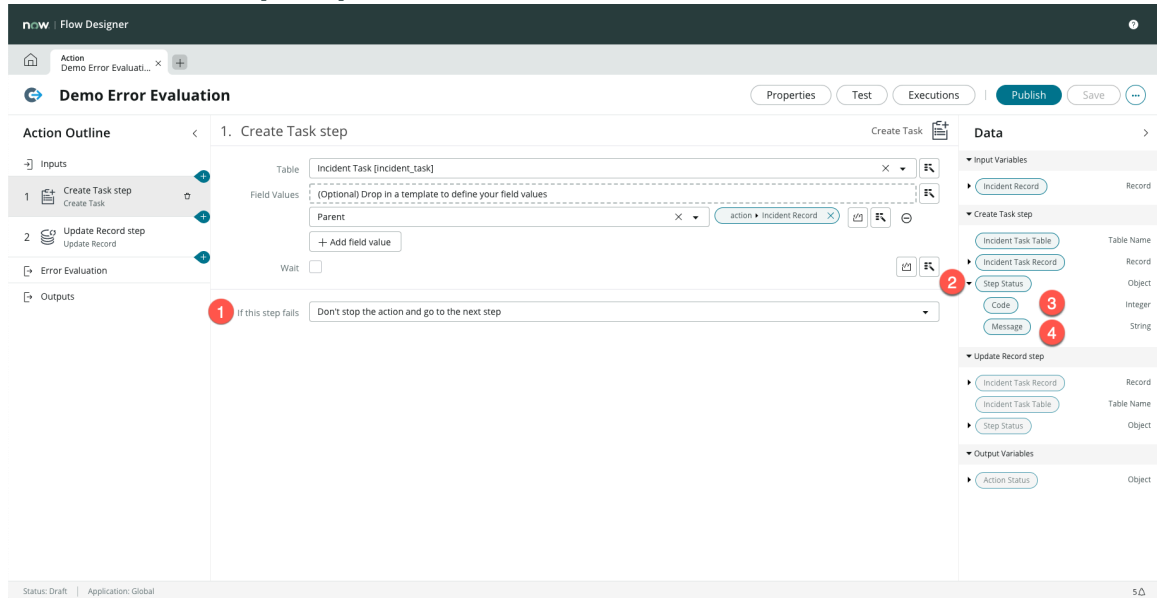 now | Flow Designer
Action
Demo Error Evaluati...
Demo Error Evaluation
Properties
Test
Executions
Publish
Save
Action Outline
1. Create Task step
Create Task
Data
Inputs
1 Create Task step
Create Task
2 Update Record step
Update Record
Error Evaluation
Outputs
Table
Incident Task [incident_task]
Field Values
(Optional) Drop in a template to define your field values
Parent
action ▸ Incident Record
+ Add field value
Wait
1
If this step fails
Don't stop the action and go to the next step
Input Variables
Incident Record Record
Create Task step
Incident Task Table Table Name
Incident Task Record Record
2 Step Status Object
Code 3 Integer
Message 4 String
Update Record step
Incident Task Record Record
Incident Task Table Table Name
Step Status Object
Output Variables
Action Status Object
Status: Draft | Application: Global
5